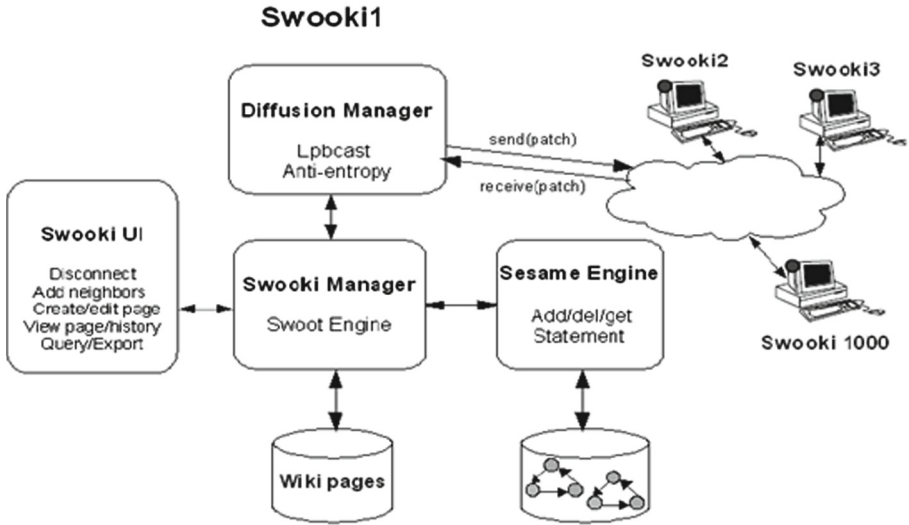 Swooki1
Diffusion Manager
Lpbcast
Anti-entropy
send(patch)
receive(patch)
Swooki2
Swooki3
Swooki 1000
Swooki UI
Disconnect
Add neighbors
Create/edit page
View page/history
Query/Export
Swooki Manager
Swoot Engine
Sesame Engine
Add/del/get
Statement
Wiki pages